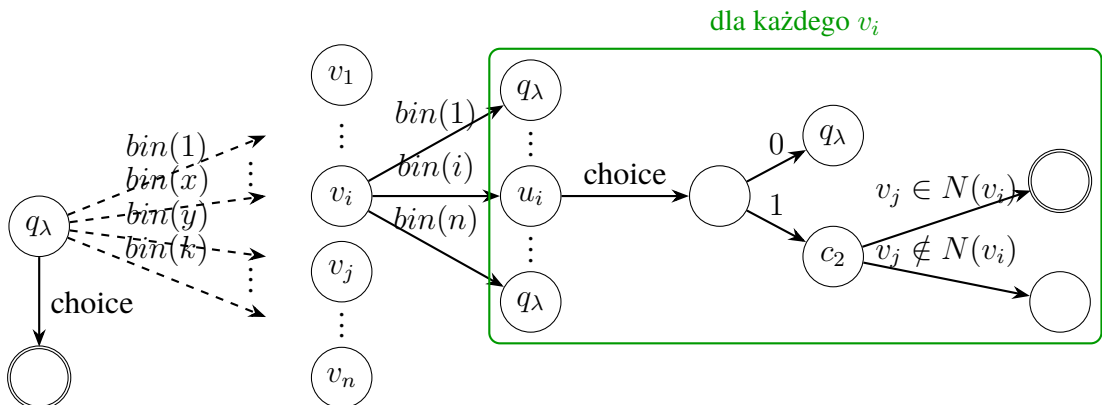 dla każdego $v_i$
$v_1$
$q_\lambda$
$bin(1)$
$q_\lambda$
$bin(1)$
$bin(i)$
choice
0
$bin(x)$
$v_i$
$u_i$
$v_j \in N(v_i)$
1
$bin(y)$
$bin(n)$
$q_\lambda$
$bin(k)$
$v_j$
$c_2$
$v_j \notin N(v_i)$
choice
$q_\lambda$
$v_n$